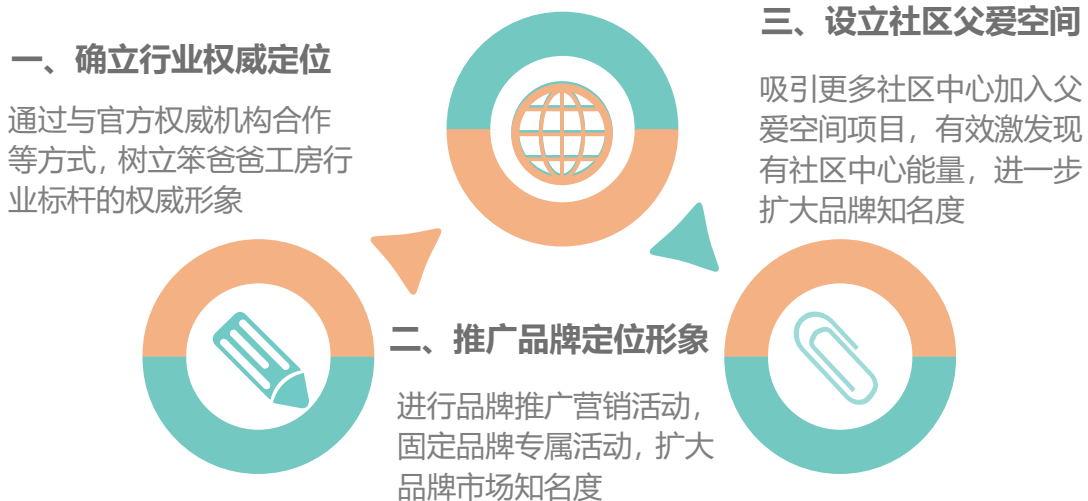 一、确立行业权威定位
通过与官方权威机构合作
等方式，树立笨爸爸工房行
业标杆的权威形象
二、推广品牌定位形象
进行品牌推广营销活动，
固定品牌专属活动，扩大
品牌市场知名度
三、设立社区父爱空间
吸引更多社区中心加入父
爱空间项目，有效激发现
有社区中心能量，进一步
扩大品牌知名度